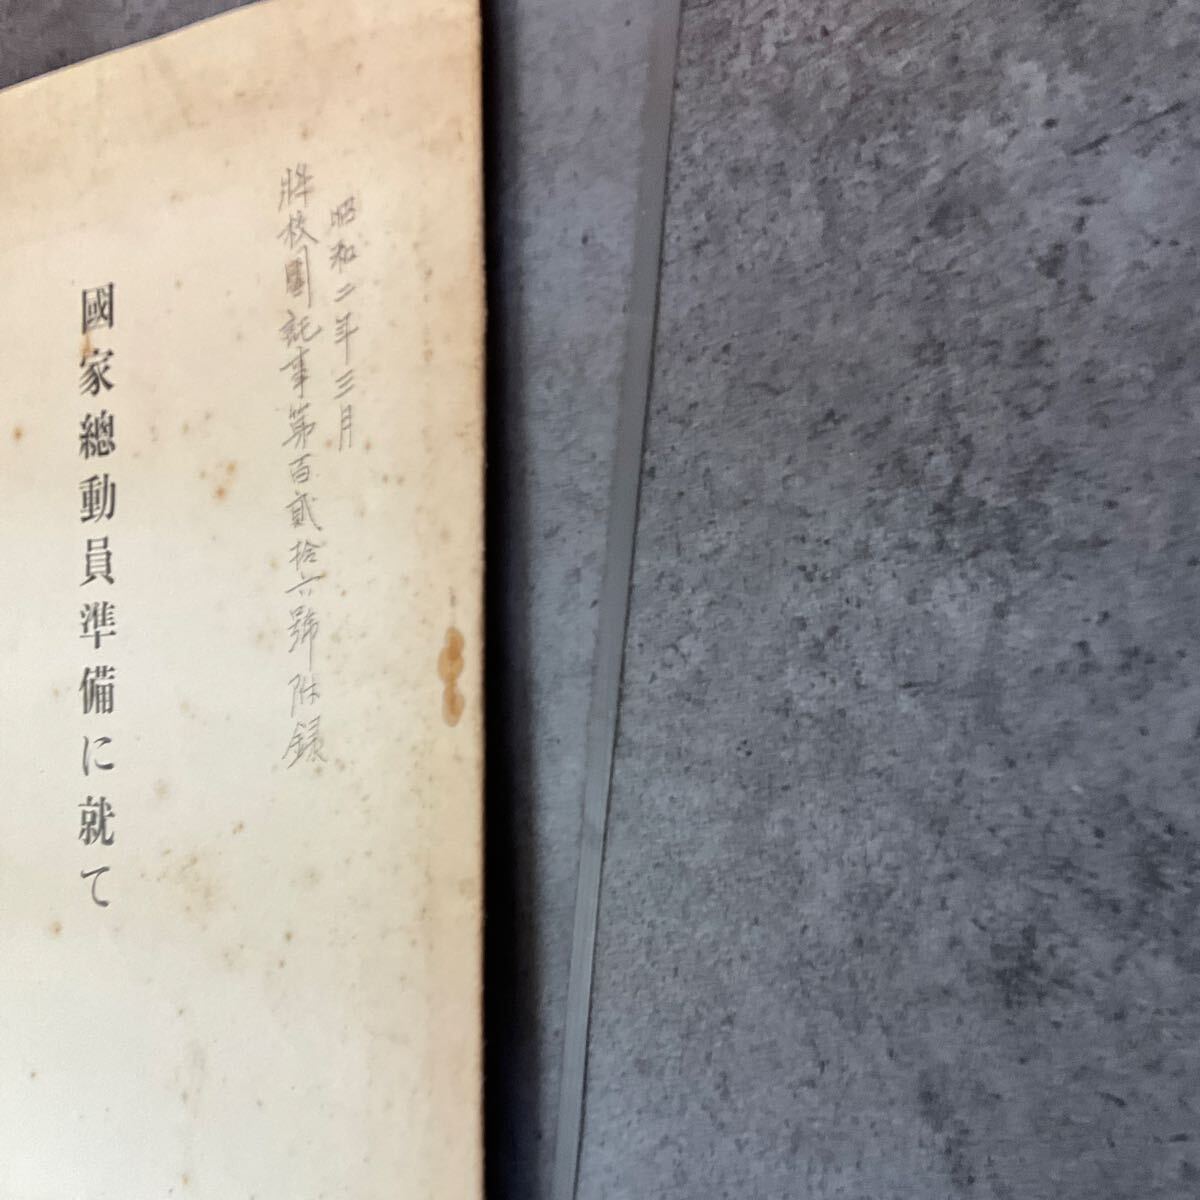 昭和二年三月
將校團記事第百貳拾六號附録
國家總動員準備に就て